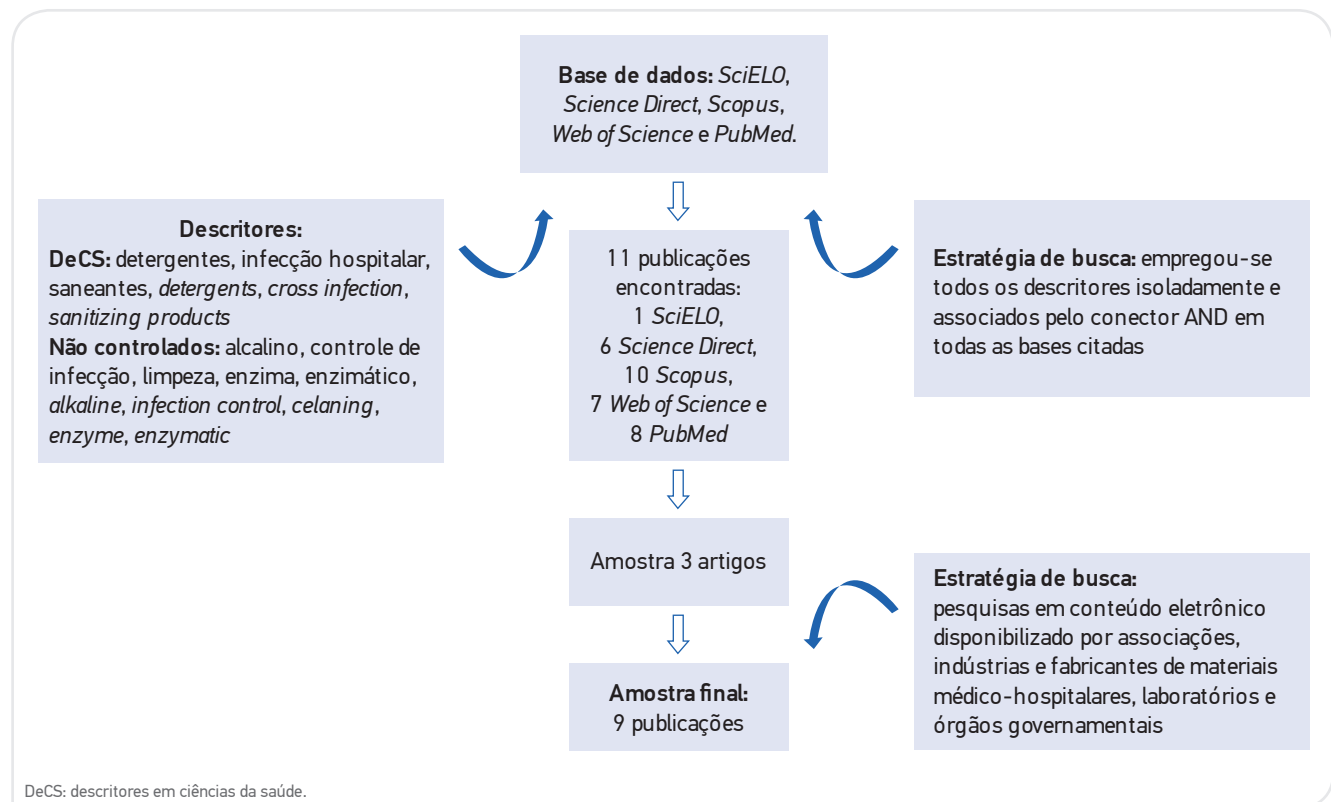 Base de dados: SciELO,
Science Direct, Scopus,
Web of Science e PubMed.
Descritores:
DeCS: detergentes, infecção hospitalar,
saneantes, detergents, cross infection,
sanitizing products
Não controlados: alcalino, controle de
infecção, limpeza, enzima, enzimático,
alkaline, infection control, celaning,
enzyme, enzymatic
11 publicações
encontradas:
1 SciELO,
6 Science Direct,
10 Scopus,
7 Web of Science e
8 PubMed
Estratégia de busca: empregou-se
todos os descritores isoladamente e
associados pelo conector AND em
todas as bases citadas
Amostra 3 artigos
Estratégia de busca:
pesquisas em conteúdo eletrônico
disponibilizado por associações,
indústrias e fabricantes de materiais
médico-hospitalares, laboratórios e
órgãos governamentais
Amostra final:
9 publicações
DeCS: descritores em ciências da saúde.